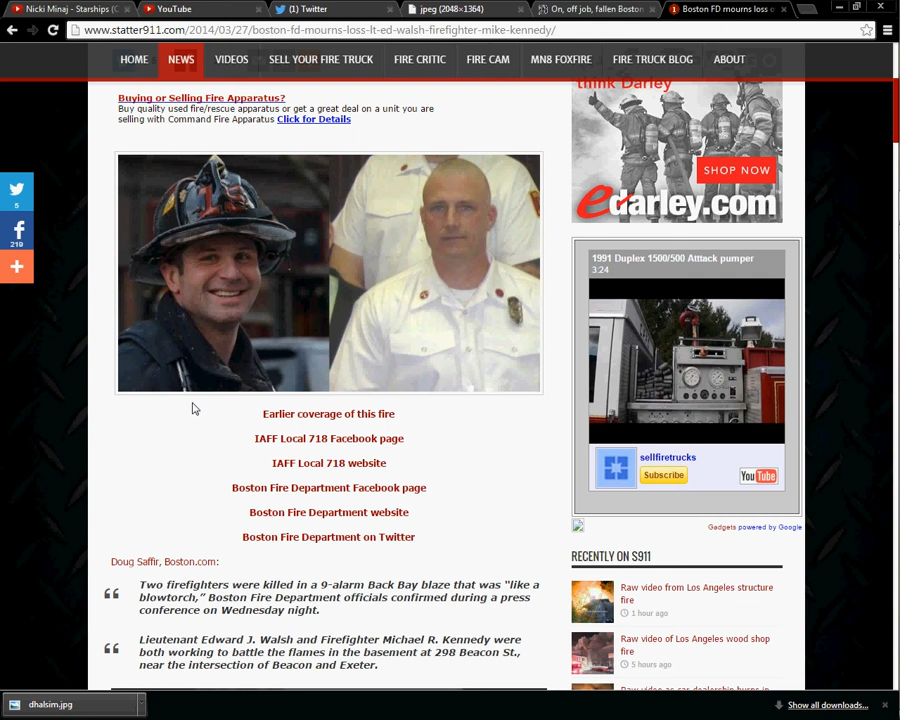 Nicki Minaj - Starships (C
YouTube
(1) Twitter
jpeg (2048×1364)
On, off job, fallen Boston
Boston FD mourns loss o
www.statter911.com/2014/03/27/boston-fd-mourns-loss-lt-ed-walsh-firefighter-mike-kennedy/
HOME NEWS VIDEOS SELL YOUR FIRE TRUCK FIRE CRITIC FIRE CAM MN8 FOXFIRE FIRE TRUCK BLOG ABOUT
Buying or Selling Fire Apparatus?
Buy quality used fire/rescue apparatus or get a great deal on a unit you are
selling with Command Fire Apparatus Click for Details
5
219
Earlier coverage of this fire
IAFF Local 718 Facebook page
IAFF Local 718 website
Boston Fire Department Facebook page
Boston Fire Department website
Boston Fire Department on Twitter
Doug Saffir, Boston.com:
“ Two firefighters were killed in a 9-alarm Back Bay blaze that was “like a
blowtorch,” Boston Fire Department officials confirmed during a press
conference on Wednesday night.
“ Lieutenant Edward J. Walsh and Firefighter Michael R. Kennedy were
both working to battle the flames in the basement at 298 Beacon St.,
near the intersection of Beacon and Exeter.
think Darley
SHOP NOW
edarley.com
1991 Duplex 1500/500 Atttack pumper
3:24
sellfiretrucks
Subscribe
YouTube
Gadgets powered by Google
RECENTLY ON S911
Raw video from Los Angeles structure
fire
1 hour ago
Raw video of Los Angeles wood shop
fire
5 hours ago
Raw video as car dealership burns in
dhalsim.jpg
Show all downloads...